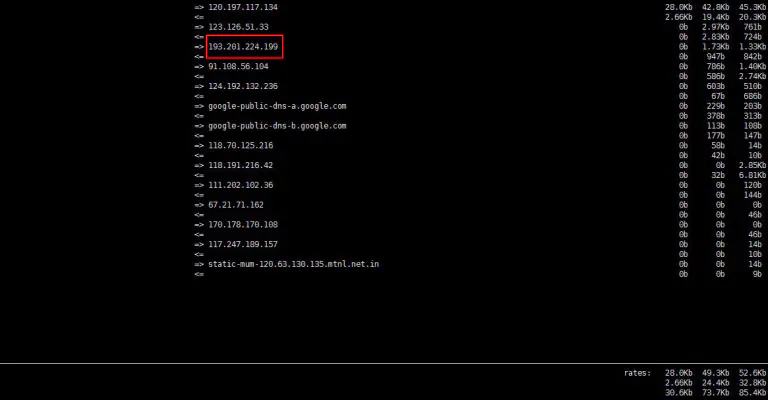 => 120.197.117.134 28.0Kb 42.8Kb 45.3Kb
<= 2.66Kb 19.4Kb 20.3Kb
=> 123.126.51.33 0b 2.97Kb 761b
<= 0b 2.83Kb 724b
=> 193.201.224.199 0b 1.73Kb 1.33Kb
<= 0b 947b 842b
=> 91.108.56.104 0b 786b 1.40Kb
<= 0b 586b 2.74Kb
=> 124.192.132.236 0b 603b 510b
<= 0b 67b 686b
=> google-public-dns-a.google.com 0b 229b 203b
<= 0b 378b 313b
=> google-public-dns-b.google.com 0b 113b 108b
<= 0b 177b 147b
=> 118.70.125.216 0b 58b 14b
<= 0b 42b 10b
=> 118.191.216.42 0b 0b 2.85Kb
<= 0b 32b 6.81Kb
=> 111.202.102.36 0b 0b 120b
<= 0b 0b 144b
=> 67.21.71.162 0b 0b 0b
<= 0b 0b 46b
=> 170.178.170.108 0b 0b 0b
<= 0b 0b 46b
=> 117.247.189.157 0b 0b 14b
<= 0b 0b 10b
=> static-mum-120.63.130.135.mtnl.net.in 0b 0b 14b
<= 0b 0b 9b
rates: 28.0Kb 49.3Kb 52.6Kb
2.66Kb 24.4Kb 32.8Kb
30.6Kb 73.7Kb 85.4Kb